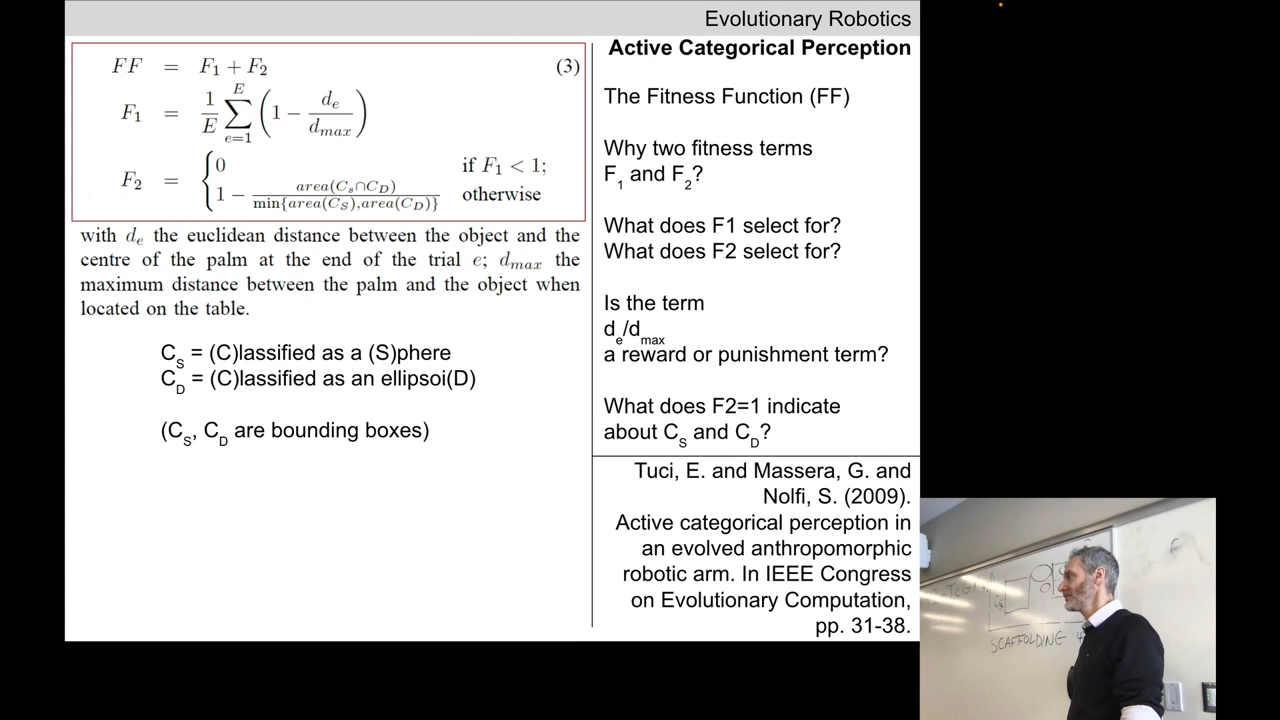 Evolutionary Robotics
FF = F₁ + F₂ (3)
F₁ = 1/E ∑_{e=1}^{E} (1 − d_e/d_max)
F₂ = { 0 if F₁ < 1;
1 − area(C_s∩C_D)/min{area(C_S),area(C_D)} otherwise
with d_e the euclidean distance between the object and the
centre of the palm at the end of the trial e; d_max the
maximum distance between the palm and the object when
located on the table.
C_S = (C)lassified as a (S)phere
C_D = (C)lassified as an ellipsoi(D)
(C_S, C_D are bounding boxes)
Active Categorical Perception
The Fitness Function (FF)
Why two fitness terms
F₁ and F₂?
What does F1 select for?
What does F2 select for?
Is the term
d_e/d_max
a reward or punishment term?
What does F2=1 indicate
about C_S and C_D?
Tuci, E. and Massera, G. and
Nolfi, S. (2009).
Active categorical perception in
an evolved anthropomorphic
robotic arm. In IEEE Congress
on Evolutionary Computation,
pp. 31-38.
SCAFFOLDING